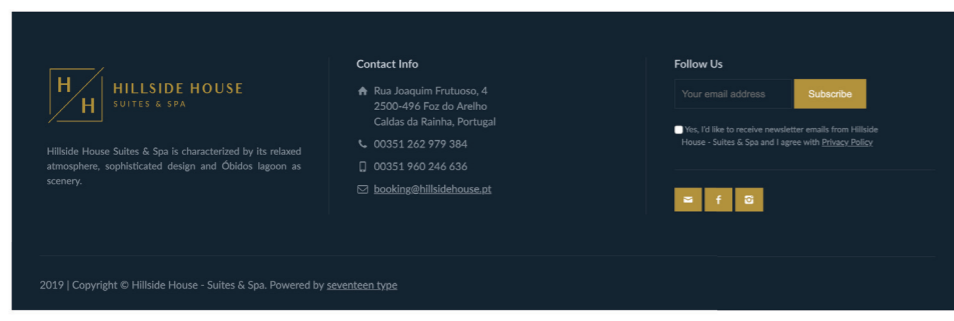 H
H
HILLSIDE HOUSE
SUITES & SPA
Hillside House Suites & Spa is characterized by its relaxed
atmosphere, sophisticated design and Óbidos lagoon as
scenery.
Contact Info
Rua Joaquim Frutuoso, 4
2500-496 Foz do Arelho
Caldas da Rainha, Portugal
00351 262 979 384
00351 960 246 636
booking@hillsidehouse.pt
Follow Us
Your email address
Subscribe
Yes, I'd like to receive newsletter emails from Hillside
House - Suites & Spa and I agree with Privacy Policy
f
2019 | Copyright © Hillside House - Suites & Spa. Powered by seventeen type